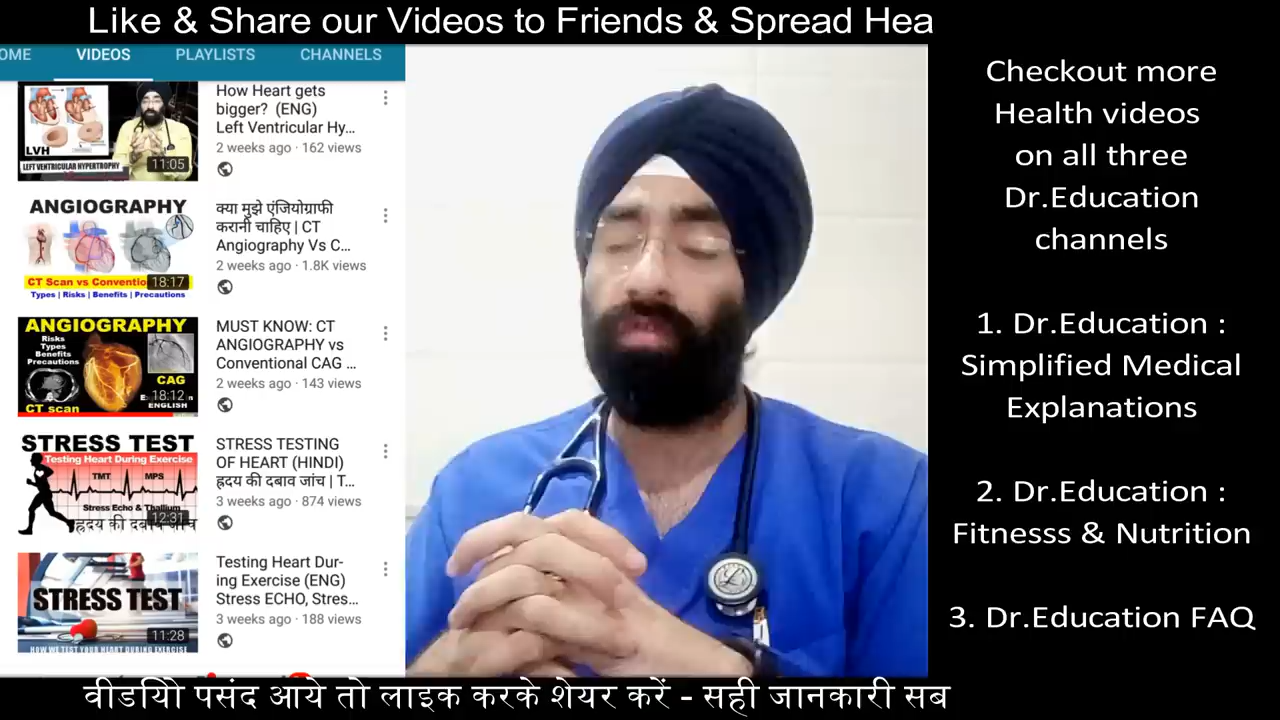 Like & Share our Videos to Friends & Spread Hea
OME VIDEOS PLAYLISTS CHANNELS
LVH
LEFT VENTRICULAR HYPERTROPHY
11:05
How Heart gets
bigger? (ENG)
Left Ventricular Hy...
2 weeks ago · 162 views
ANGIOGRAPHY
CT Scan vs Conventio
18:17
Types | Risks | Benefits | Precautions
क्या मुझे एंजियोग्राफी
करानी चाहिए | CT
Angiography Vs C...
2 weeks ago · 1.8K views
ANGIOGRAPHY
Risks
Types
Benefits
Precautions
CAG
18:12
ENGLISH
CT scan
MUST KNOW: CT
ANGIOGRAPHY vs
Conventional CAG ...
2 weeks ago · 143 views
STRESS TEST
Testing Heart During Exercise
TMT MPS
Stress Echo & Thallium
12:31
हृदय की दबाव जांच
STRESS TESTING
OF HEART (HINDI)
ह्रदय की दबाव जांच | T...
3 weeks ago · 874 views
STRESS TEST
11:28
HOW WE TEST YOUR HEART DURING EXERCISE
Testing Heart Dur-
ing Exercise (ENG)
Stress ECHO, Stres...
3 weeks ago · 188 views
Checkout more
Health videos
on all three
Dr.Education
channels
1. Dr.Education :
Simplified Medical
Explanations
2. Dr.Education :
Fitnesss & Nutrition
3. Dr.Education FAQ
वीडियो पसंद आये तो लाइक करके शेयर करें - सही जानकारी सब